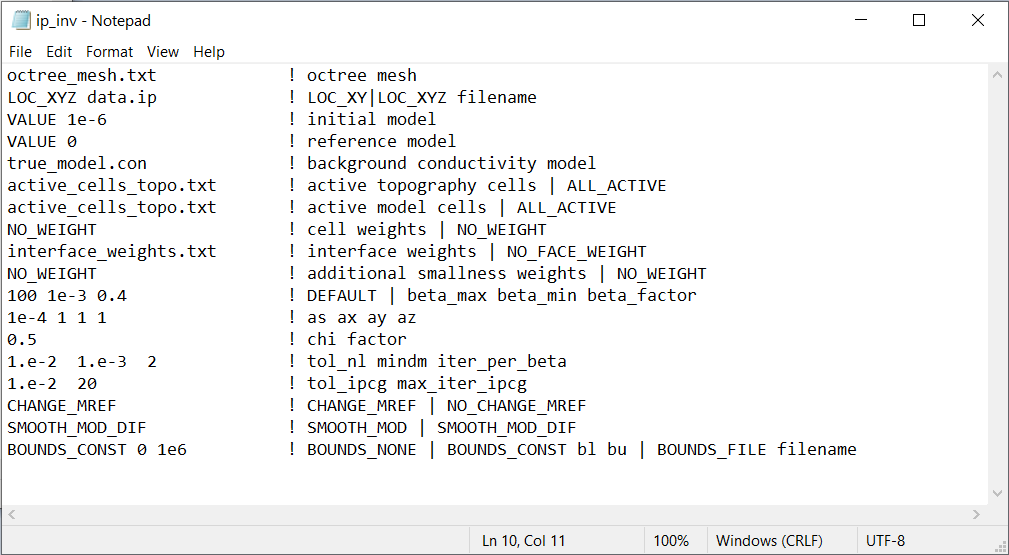 ip_inv - Notepad
File Edit Format View Help
octree_mesh.txt ! octree mesh
LOC_XYZ data.ip ! LOC_XY|LOC_XYZ filename
VALUE 1e-6 ! initial model
VALUE 0 ! reference model
true_model.con ! background conductivity model
active_cells_topo.txt ! active topography cells | ALL_ACTIVE
active_cells_topo.txt ! active model cells | ALL_ACTIVE
NO_WEIGHT ! cell weights | NO_WEIGHT
interface_weights.txt ! interface weights | NO_FACE_WEIGHT
NO_WEIGHT ! additional smallness weights | NO_WEIGHT
100 1e-3 0.4 ! DEFAULT | beta_max beta_min beta_factor
1e-4 1 1 1 ! as ax ay az
0.5 ! chi factor
1.e-2  1.e-3  2 ! tol_nl mindm iter_per_beta
1.e-2  20 ! tol_ipcg max_iter_ipcg
CHANGE_MREF ! CHANGE_MREF | NO_CHANGE_MREF
SMOOTH_MOD_DIF ! SMOOTH_MOD | SMOOTH_MOD_DIF
BOUNDS_CONST 0 1e6 ! BOUNDS_NONE | BOUNDS_CONST bl bu | BOUNDS_FILE filename
Ln 10, Col 11 100% Windows (CRLF) UTF-8